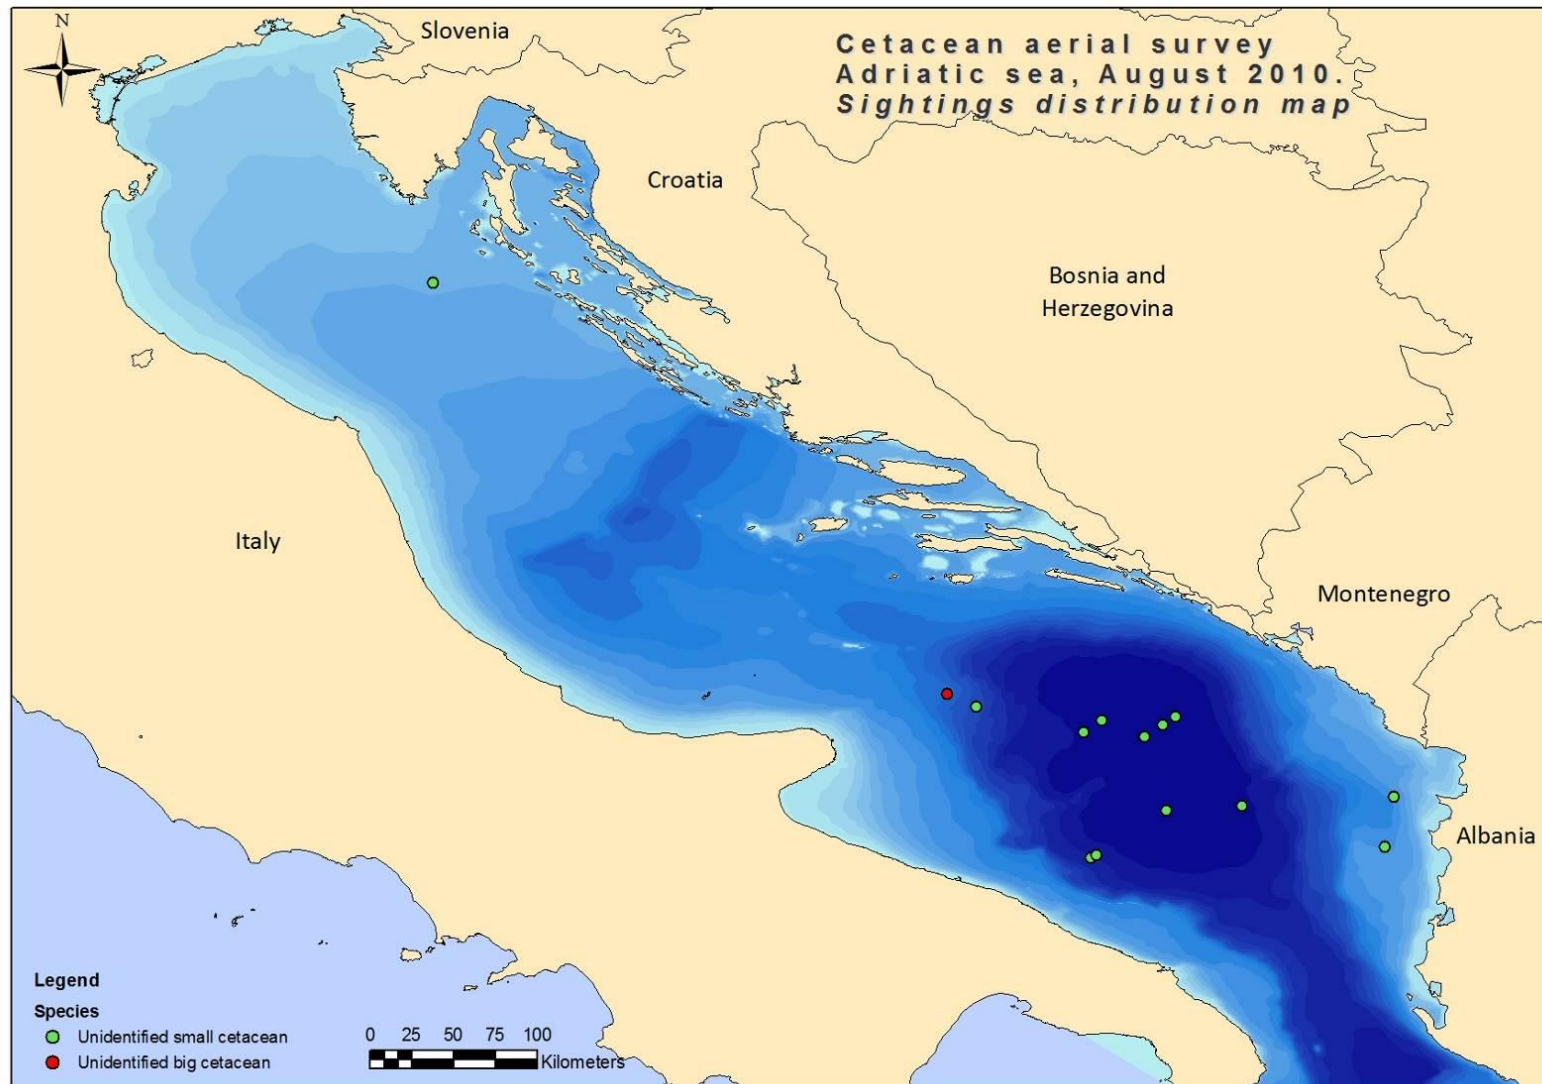 N
Slovenia
Cetacean aerial survey
Adriatic sea, August 2010.
Sightings distribution map
Croatia
Bosnia and
Herzegovina
Italy
Montenegro
Albania
Legend
Species
Unidentified small cetacean
Unidentified big cetacean
0 25 50 75 100
Kilometers